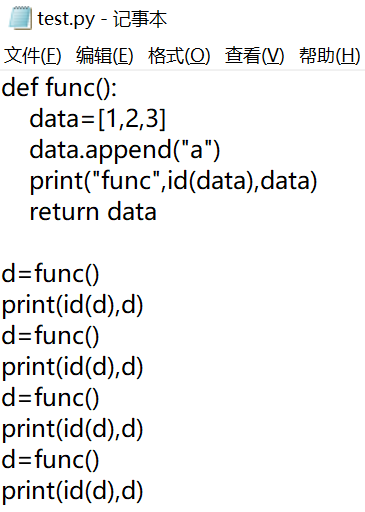 test.py - 记事本
文件(F) 编辑(E) 格式(O) 查看(V) 帮助(H)
def func():
    data=[1,2,3]
    data.append("a")
    print("func",id(data),data)
    return data

d=func()
print(id(d),d)
d=func()
print(id(d),d)
d=func()
print(id(d),d)
d=func()
print(id(d),d)